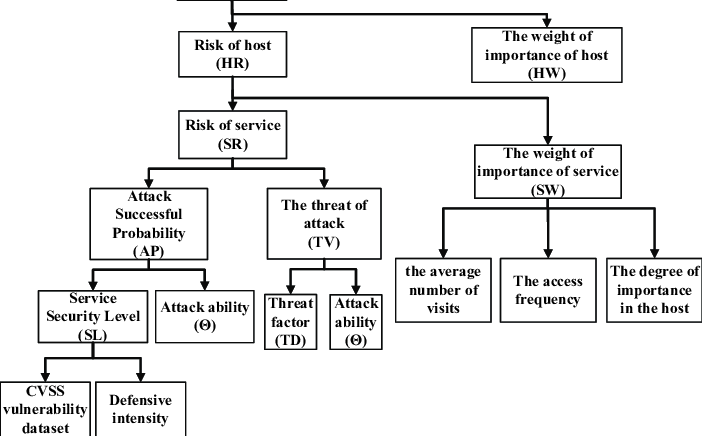 Risk of host
(HR)
The weight of
importance of host
(HW)
Risk of service
(SR)
The weight of
importance of service
(SW)
Attack
Successful
Probability
(AP)
The threat of
attack
(TV)
the average
number of
visits
The access
frequency
The degree of
importance
in the host
Service
Security Level
(SL)
Attack ability
(Θ)
Threat
factor
(TD)
Attack
ability
(Θ)
CVSS
vulnerability
dataset
Defensive
intensity